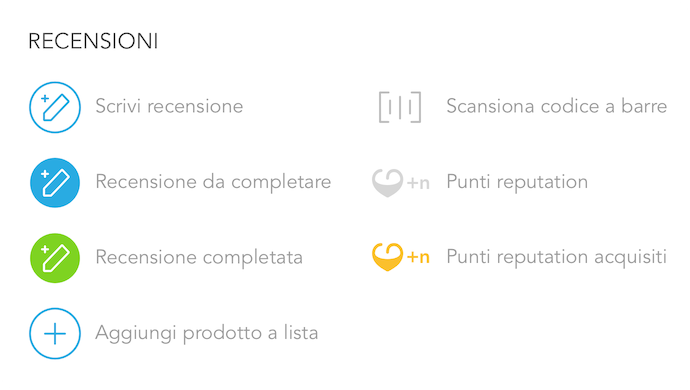 RECENSIONI
Scrivi recensione
Recensione da completare
Recensione completata
Aggiungi prodotto a lista
Scansiona codice a barre
+n Punti reputation
+n Punti reputation acquisiti